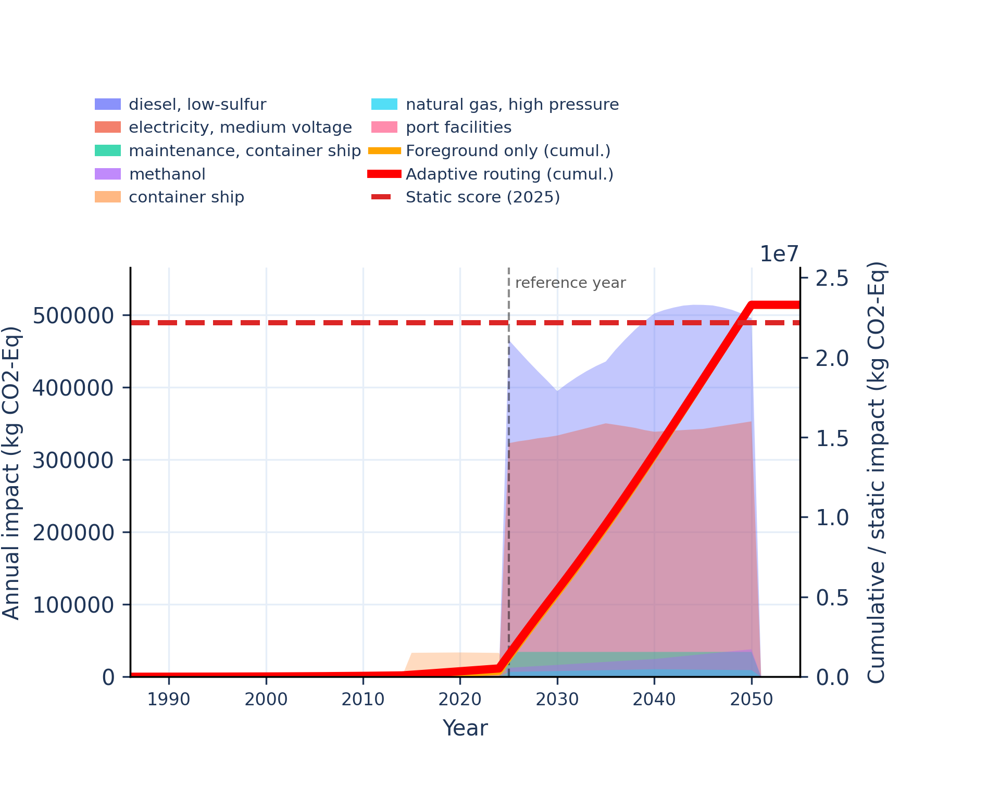 diesel, low-sulfur
electricity, medium voltage
maintenance, container ship
methanol
container ship
natural gas, high pressure
port facilities
Foreground only (cumul.)
Adaptive routing (cumul.)
Static score (2025)
1e7
reference year
Annual impact (kg CO2-Eq)
500000
400000
300000
200000
100000
0
2.5
2.0
1.5
1.0
0.5
0.0
Cumulative / static impact (kg CO2-Eq)
1990 2000 2010 2020 2030 2040 2050
Year